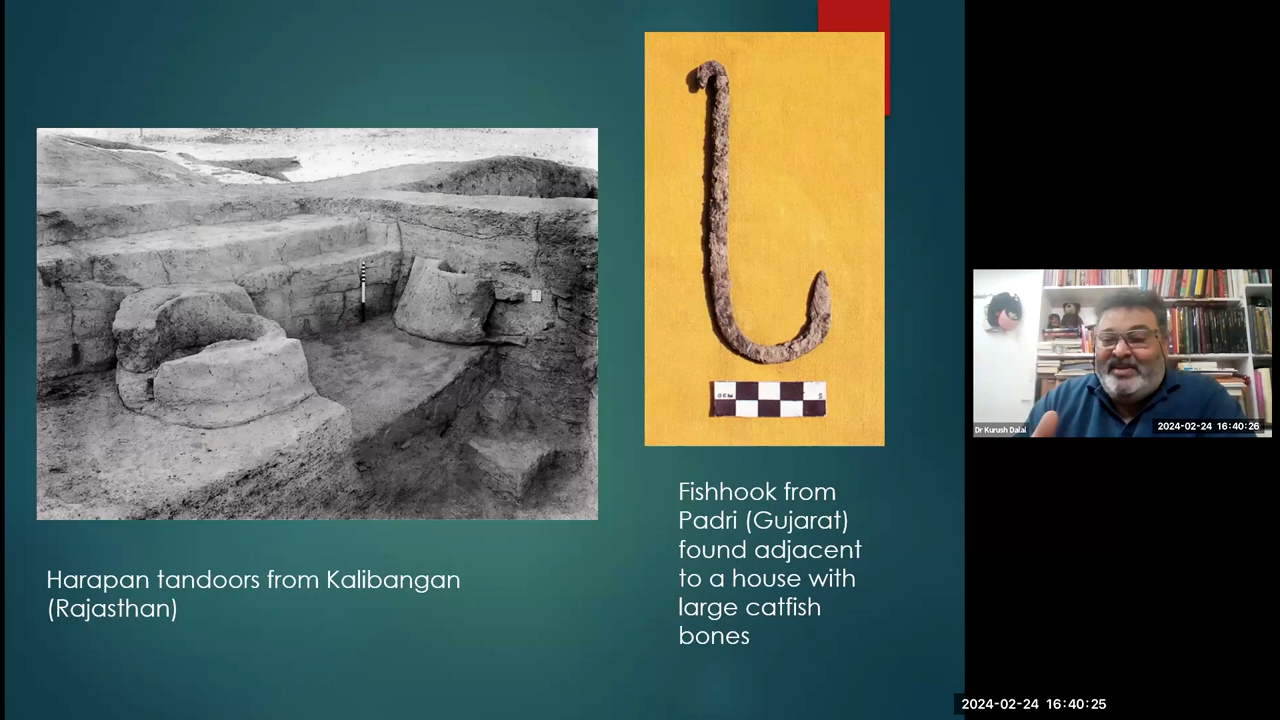 Harapan tandoors from Kalibangan
(Rajasthan)
Fishhook from
Padri (Gujarat)
found adjacent
to a house with
large catfish
bones
Dr Kurush Dalal
2024-02-24 16:40:26
2024-02-24 16:40:25